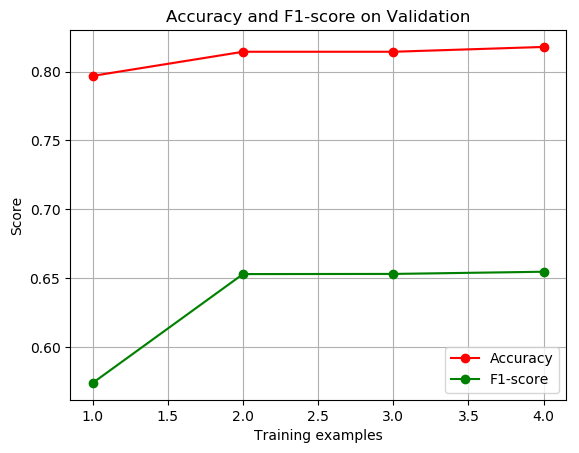 Accuracy and F1-score on Validation
Score
0.80
0.75
0.70
0.65
0.60
Accuracy
F1-score
1.0 1.5 2.0 2.5 3.0 3.5 4.0
Training examples